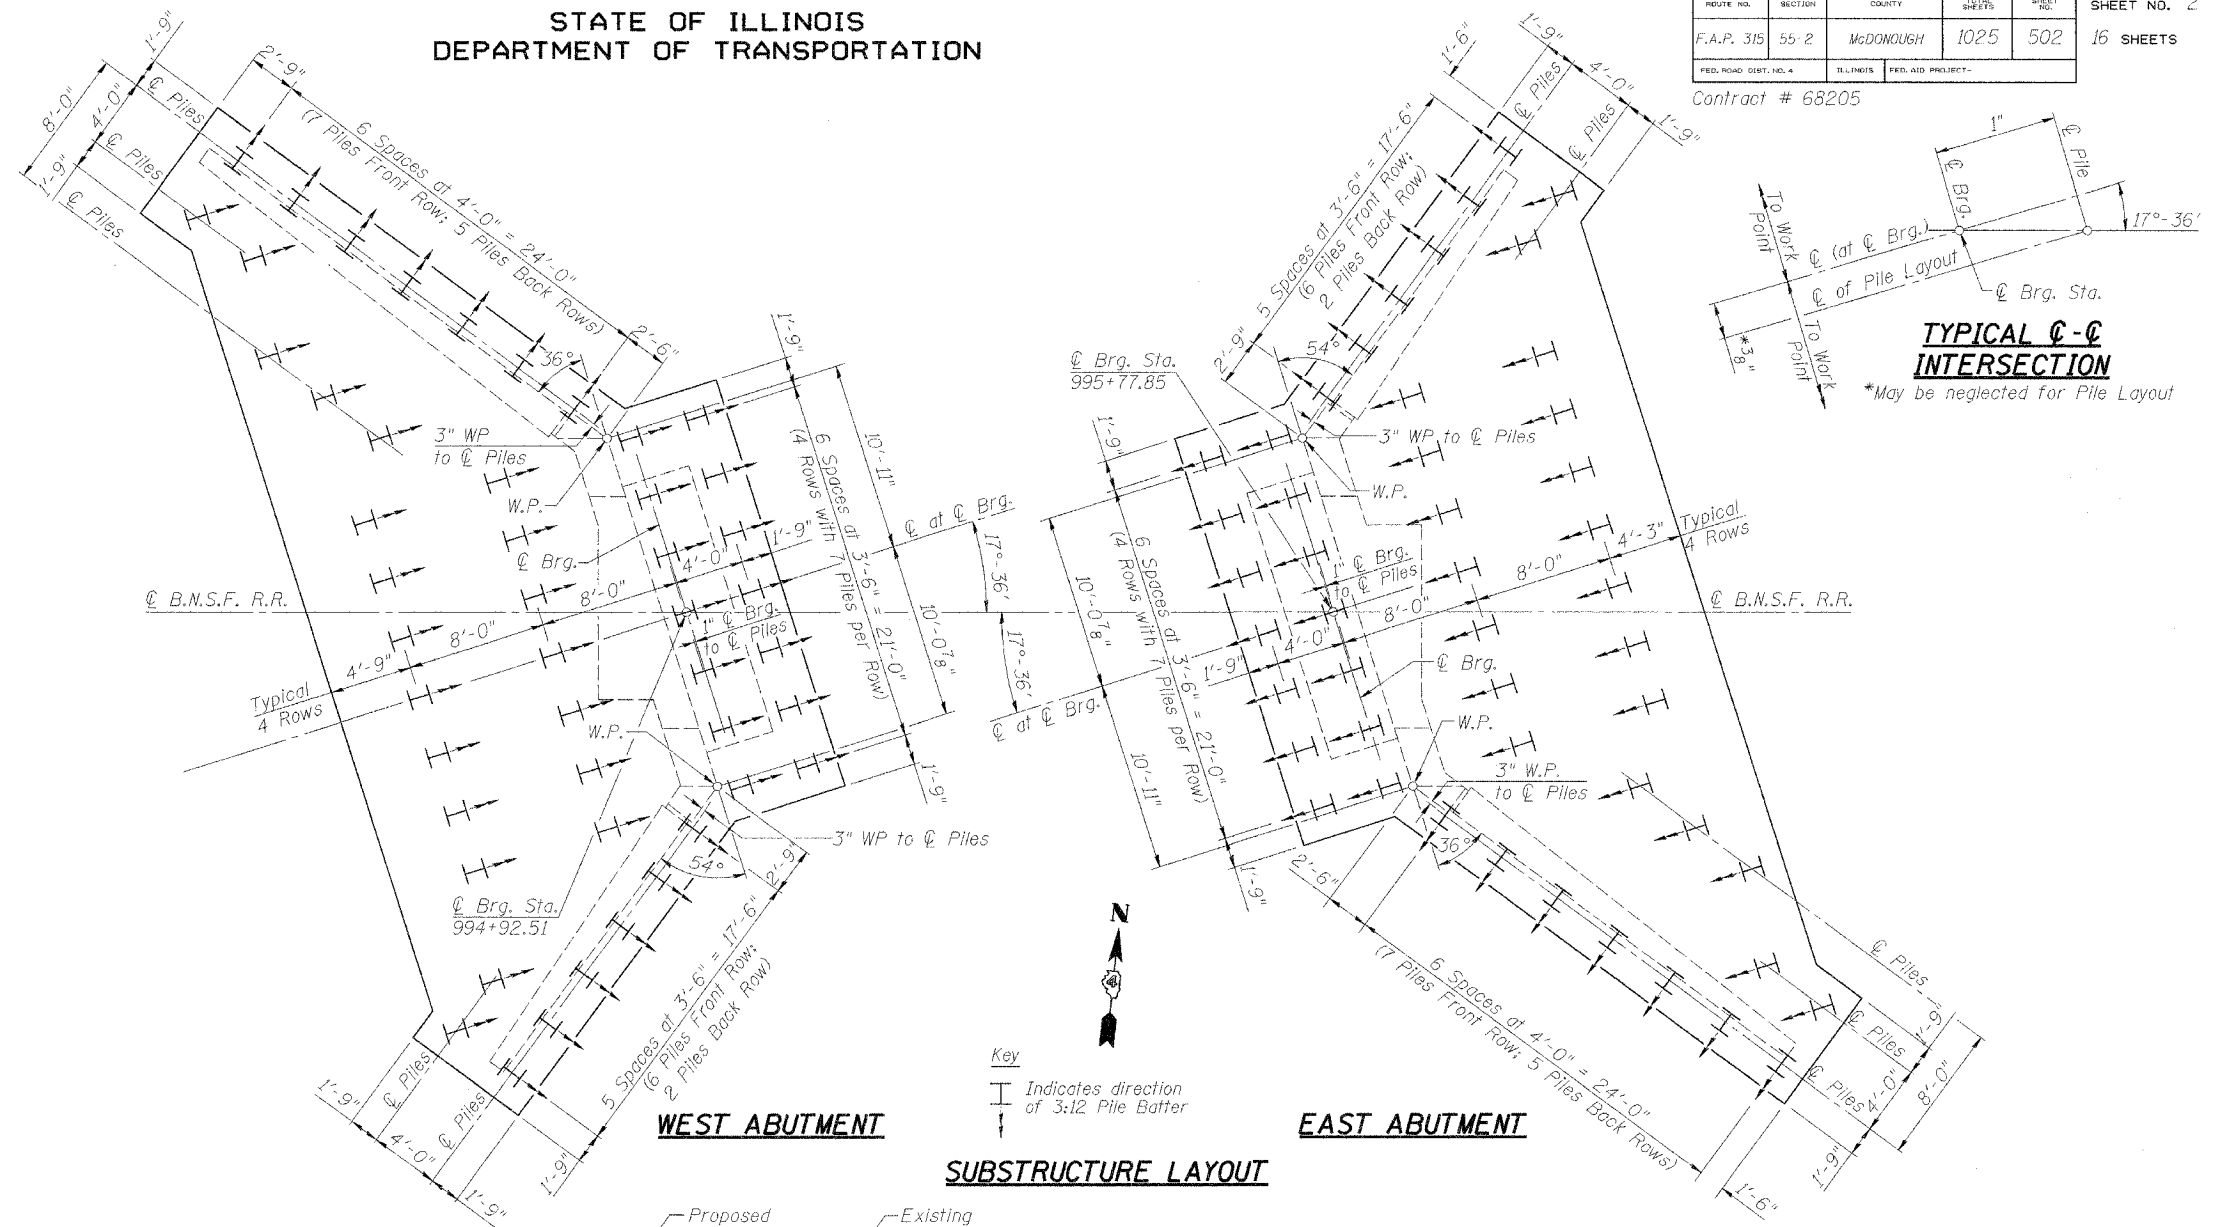 STATE OF ILLINOIS
DEPARTMENT OF TRANSPORTATION
ROUTE NO.
SECTION
COUNTY
TOTAL SHEETS
SHEET NO.
SHEET NO. 2
F.A.P. 315
55-2
McDONOUGH
1025
502
16 SHEETS
FED. ROAD DIST. NO. 4
ILLINOIS
FED. AID PROJECT-
Contract # 68205
1'-9"
8'-0"
4'-0"
1'-9"
℄ Piles
℄ Piles
℄ Piles
2'-9"
6 Spaces at 4'-0" = 24'-0"
(7 Piles Front Row; 5 Piles Back Rows)
2'-6"
36°
3" WP
to ℄ Piles
W.P.
℄ Brg.
1'-9"
10'-11"
6 Spaces at 3'-6" = 21'-0"
(4 Rows with 7 Piles per Row)
℄ at ℄ Brg.
17°-36'
17°-36'
10'-0⅞"
1'-9"
4'-0"
8'-0"
8'-0"
4'-9"
1" ℄ Brg.
to ℄ Piles
℄ B.N.S.F. R.R.
Typical
4 Rows
W.P.
1'-9"
3" WP to ℄ Piles
54°
2'-9"
℄ Brg. Sta.
994+92.51
5 Spaces at 3'-6" = 17'-6"
(6 Piles Front Row;
2 Piles Back Row)
℄ Piles
℄ Piles
1'-9"
4'-0"
1'-9"
1'-9"
WEST ABUTMENT
1'-6"
1'-9"
4'-0"
1'-9"
℄ Piles
℄ Piles
5 Spaces at 3'-6" = 17'-6"
(6 Piles Front Row;
2 Piles Back Row)
2'-9"
54°
℄ Brg. Sta.
995+77.85
3" WP to ℄ Piles
W.P.
1'-9"
10'-0⅞"
6 Spaces at 3'-6" = 21'-0"
(4 Rows with 7 Piles per Row)
10'-11"
℄ at ℄ Brg.
1" ℄ Brg.
to ℄ Piles
1'-9"
4'-0"
8'-0"
8'-0"
4'-3"
Typical
4 Rows
℄ B.N.S.F. R.R.
℄ Brg.
W.P.
3" W.P.
to ℄ Piles
36°
1'-9"
2'-6"
6 Spaces at 4'-0" = 24'-0"
(7 Piles Front Row; 5 Piles Back Rows)
℄ Piles
℄ Piles
℄ Piles
1'-9"
4'-0"
8'-0"
1'-9"
1'-6"
EAST ABUTMENT
1"
℄ Brg.
℄ Pile
17°-36'
To Work
Point
℄ (at ℄ Brg.)
℄ of Pile Layout
℄ Brg. Sta.
To Work
Point
*⅜"
TYPICAL ℄-℄
INTERSECTION
*May be neglected for Pile Layout
N
4
Key
Indicates direction
of 3:12 Pile Batter
SUBSTRUCTURE LAYOUT
Proposed
Existing